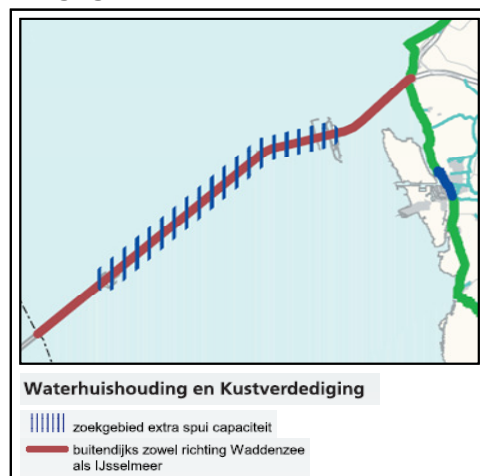 Waterhuishouding en Kustverdediging
zoekgebied extra spui capaciteit
buitendijks zowel richting Waddenzee
als IJsselmeer